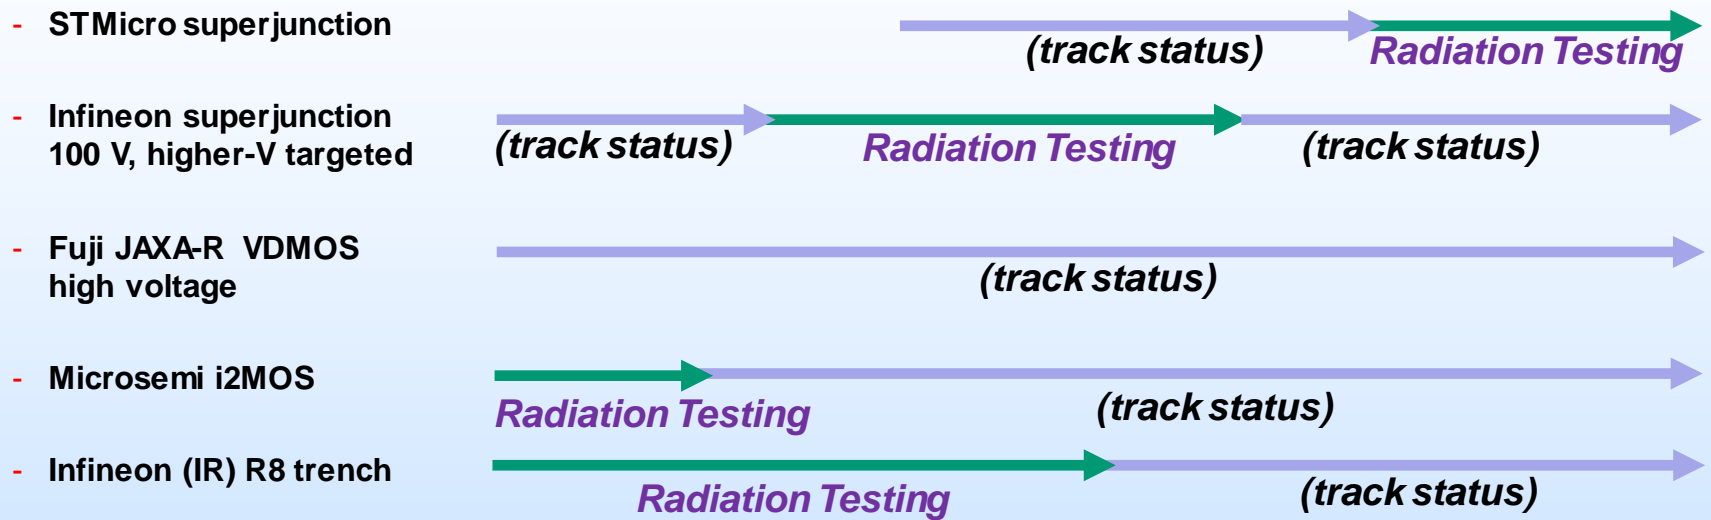 - STMicro superjunction
(track status) Radiation Testing
- Infineon superjunction
100 V, higher-V targeted
(track status) Radiation Testing (track status)
- Fuji JAXA-R VDMOS
high voltage
(track status)
- Microsemi i2MOS
Radiation Testing (track status)
- Infineon (IR) R8 trench
Radiation Testing (track status)